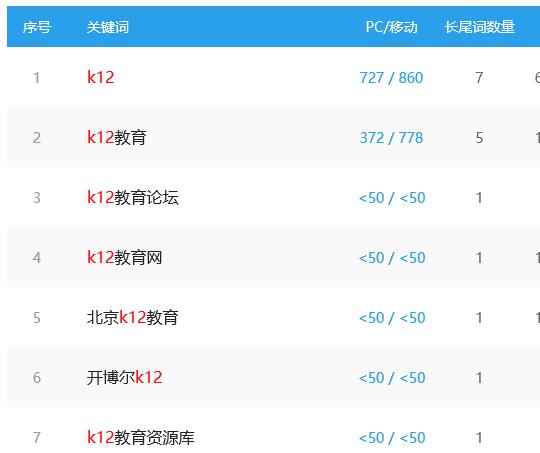 序号 关键词 PC/移动 长尾词数量
1 k12 727 / 860 7
2 k12教育 372 / 778 5
3 k12教育论坛 <50 / <50 1
4 k12教育网 <50 / <50 1
5 北京k12教育 <50 / <50 1
6 开博尔k12 <50 / <50 1
7 k12教育资源库 <50 / <50 1